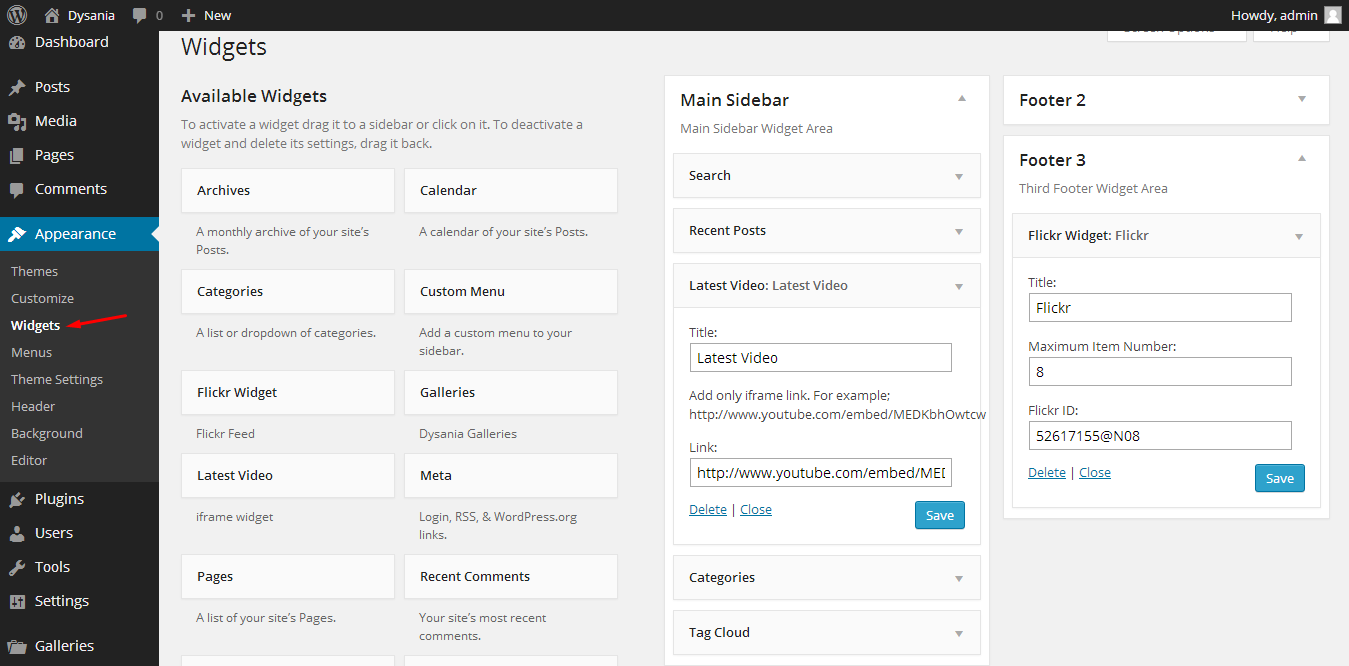 Dysania 0 New Howdy, admin
Dashboard
Posts
Media
Pages
Comments
Appearance
Themes
Customize
Widgets
Menus
Theme Settings
Header
Background
Editor
Plugins
Users
Tools
Settings
Galleries
Screen Options Help
Widgets
Available Widgets
To activate a widget drag it to a sidebar or click on it. To deactivate a
widget and delete its settings, drag it back.
Archives
A monthly archive of your site's
Posts.
Calendar
A calendar of your site's Posts.
Categories
A list or dropdown of categories.
Custom Menu
Add a custom menu to your
sidebar.
Flickr Widget
Flickr Feed
Galleries
Dysania Galleries
Latest Video
iframe widget
Meta
Login, RSS, & WordPress.org
links.
Pages
A list of your site's Pages.
Recent Comments
Your site's most recent
comments.
Main Sidebar
Main Sidebar Widget Area
Search
Recent Posts
Latest Video: Latest Video
Title:
Latest Video
Add only iframe link. For example;
http://www.youtube.com/embed/MEDKbhOwtcw
Link:
http://www.youtube.com/embed/MED
Delete | Close
Save
Categories
Tag Cloud
Footer 2
Footer 3
Third Footer Widget Area
Flickr Widget: Flickr
Title:
Flickr
Maximum Item Number:
8
Flickr ID:
52617155@N08
Delete | Close
Save